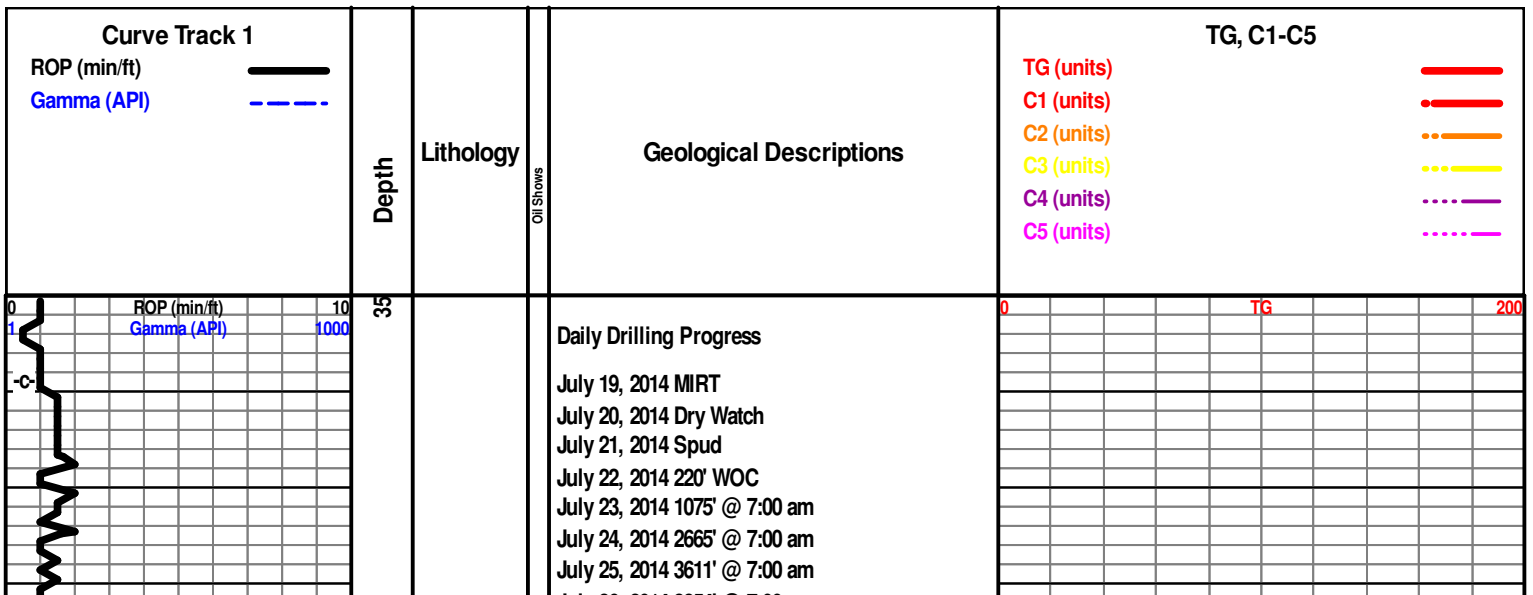 Curve Track 1
ROP (min/ft)
Gamma (API)
Depth
Lithology
Oil Shows
Geological Descriptions
TG, C1-C5
TG (units)
C1 (units)
C2 (units)
C3 (units)
C4 (units)
C5 (units)
0 ROP (min/ft) 10
1 Gamma (API) 1000
-C-
35
Daily Drilling Progress
July 19, 2014 MIRT
July 20, 2014 Dry Watch
July 21, 2014 Spud
July 22, 2014 220' WOC
July 23, 2014 1075' @ 7:00 am
July 24, 2014 2665' @ 7:00 am
July 25, 2014 3611' @ 7:00 am
0 TG 200